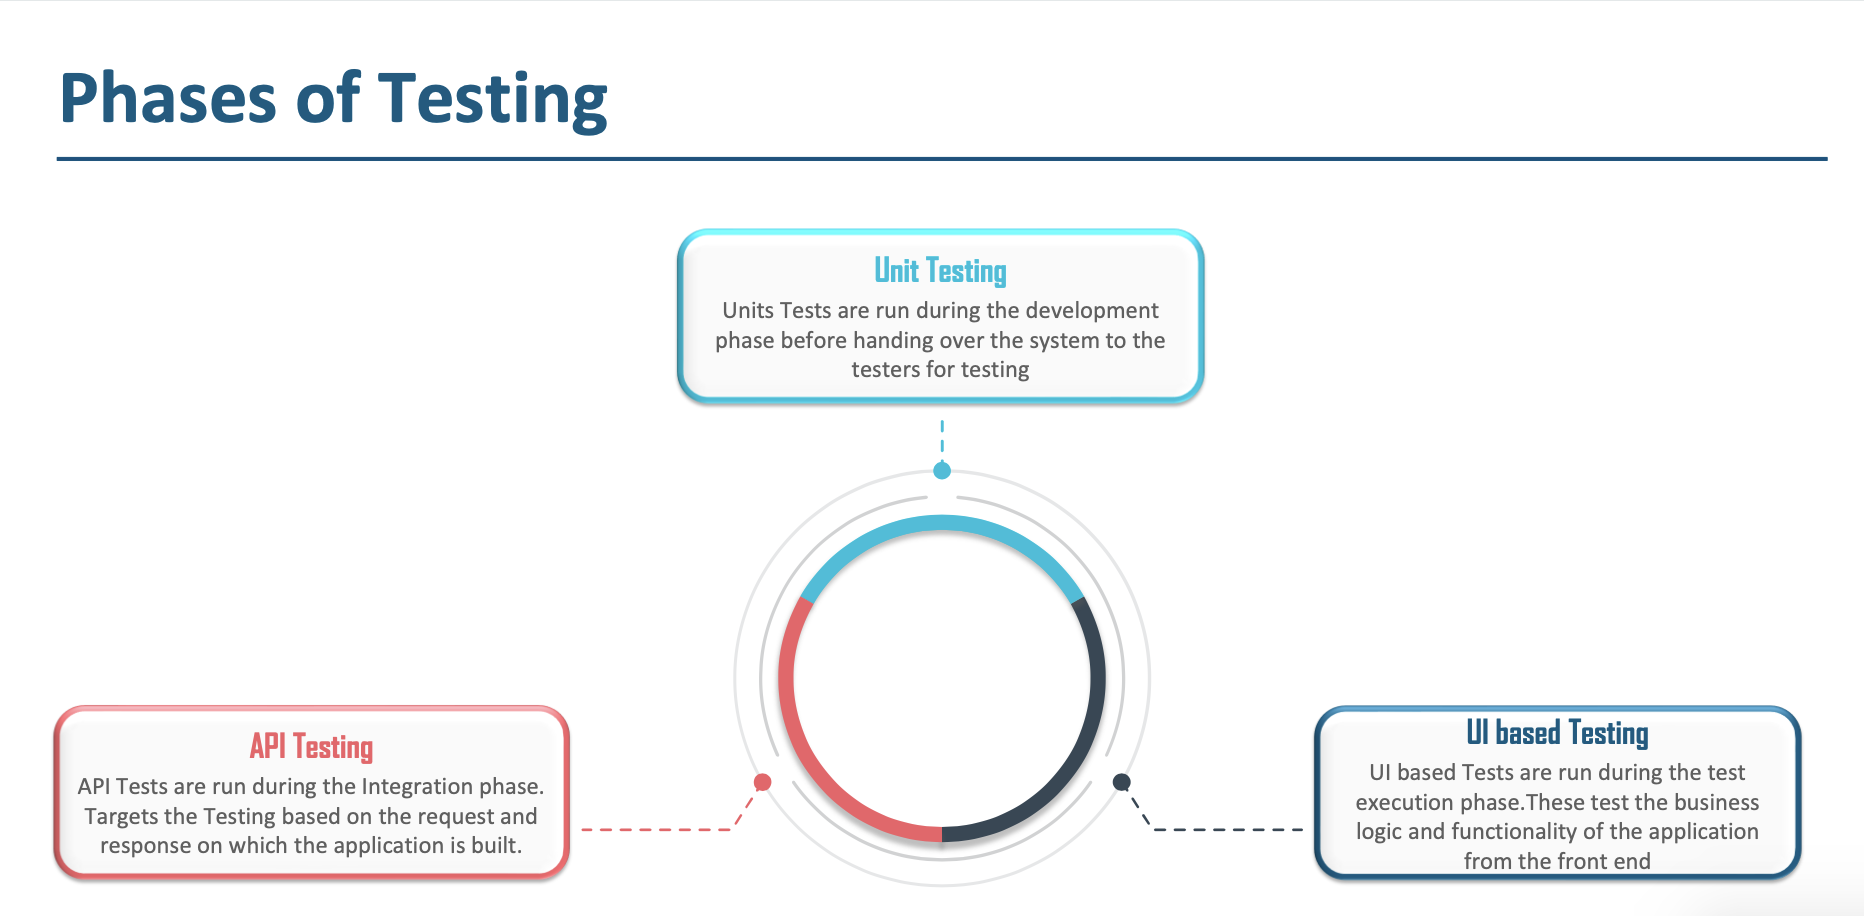 Phases of Testing
Unit Testing
Units Tests are run during the development
phase before handing over the system to the
testers for testing
API Testing
API Tests are run during the Integration phase.
Targets the Testing based on the request and
response on which the application is built.
UI based Testing
UI based Tests are run during the test
execution phase.These test the business
logic and functionality of the application
from the front end